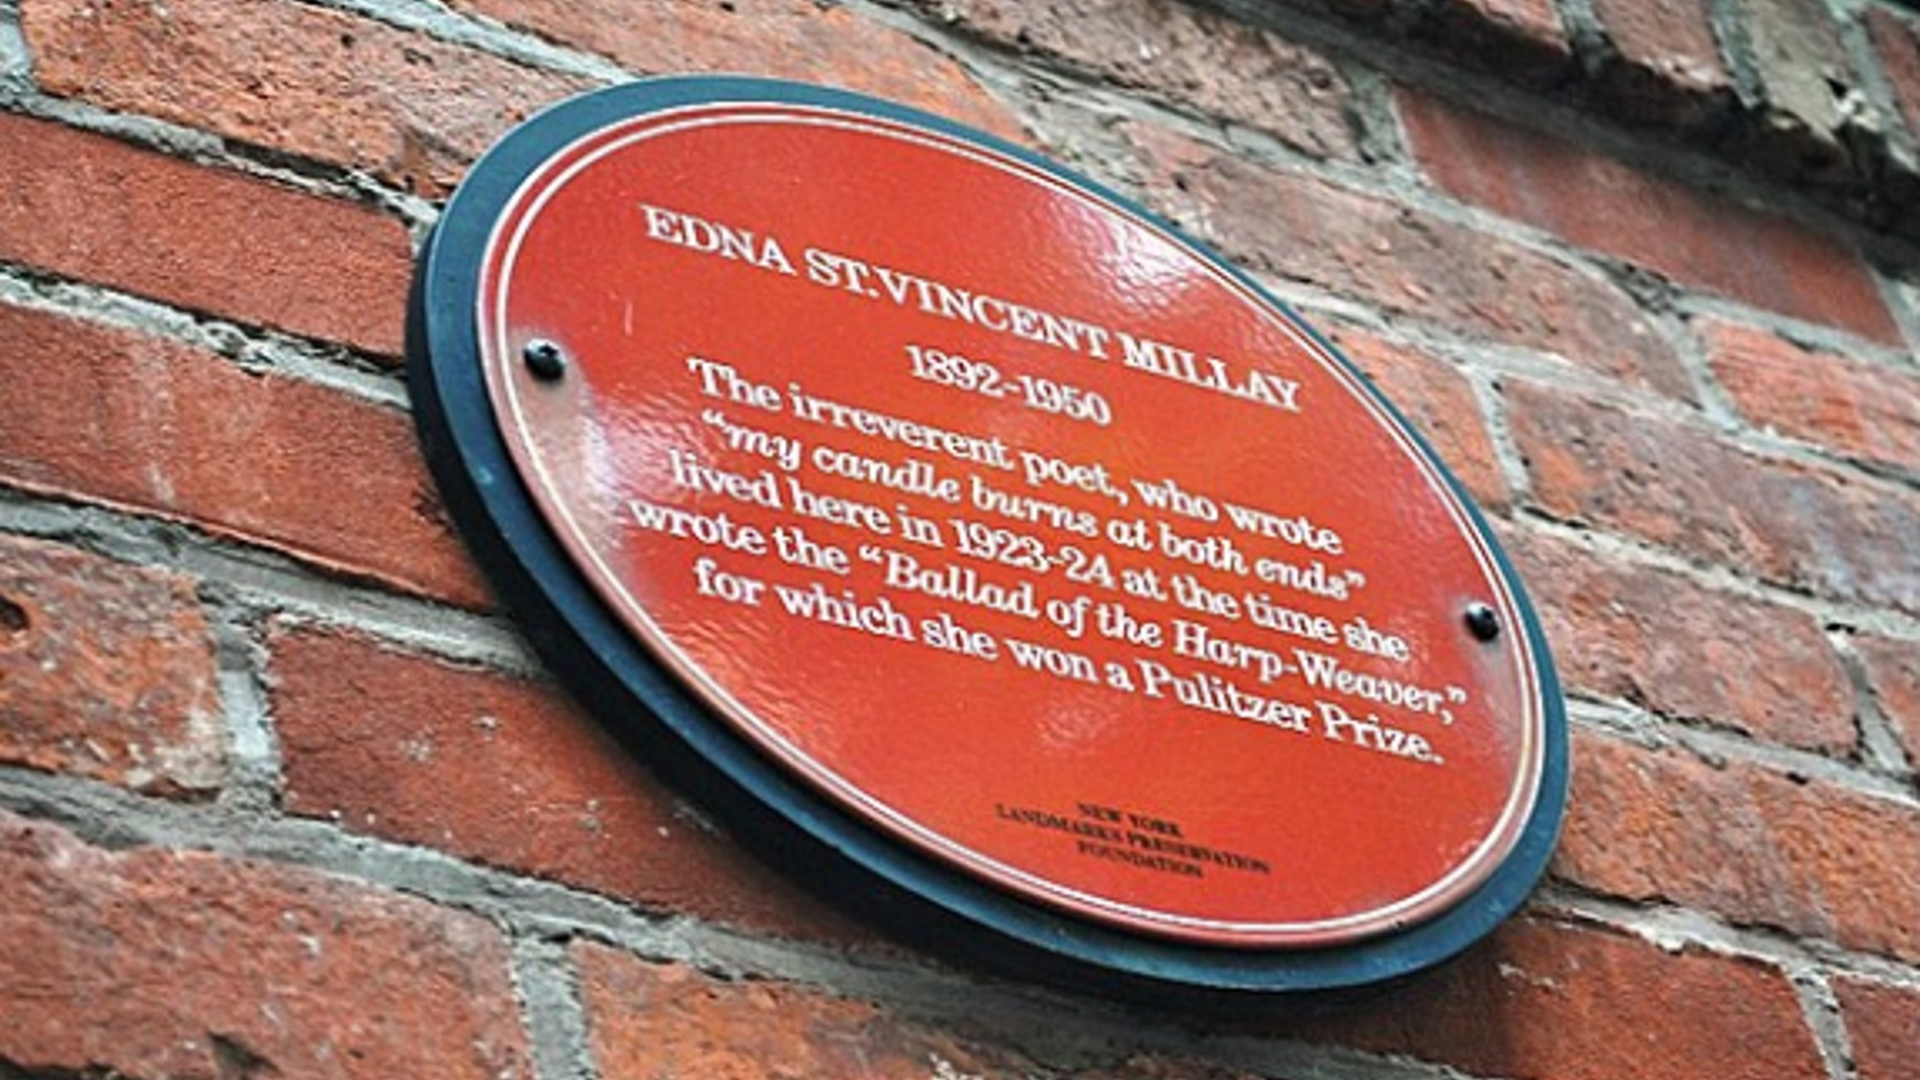 EDNA ST. VINCENT MILLAY
1892-1950
The irreverent poet, who wrote
“my candle burns at both ends”
lived here in 1923-24 at the time she
wrote the “Ballad of the Harp-Weaver,”
for which she won a Pulitzer Prize.
NEW YORK
LANDMARKS PRESERVATION
FOUNDATION